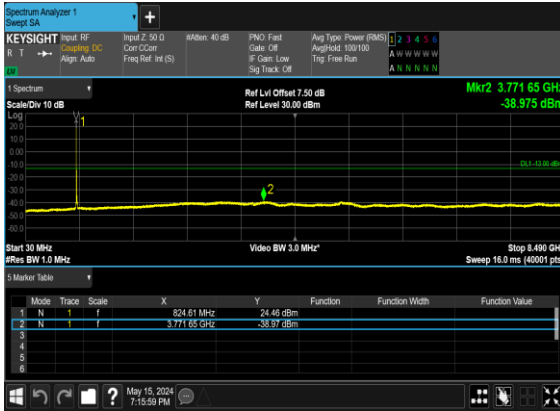 Spectrum Analyzer 1
Swept SA
+
KEYSIGHT
R T
LV
Input: RF
Coupling: DC
Align: Auto
Input Z: 50 Ω
Corr CCorr
Freq Ref: Int (S)
#Atten: 40 dB
PNO: Fast
Gate: Off
IF Gain: Low
Sig Track: Off
Avg Type: Power (RMS)
Avg|Hold: 100/100
Trig: Free Run
1 2 3 4 5 6
A W W W W W
A N N N N N
1 Spectrum
Scale/Div 10 dB
Ref Lvl Offset 7.50 dB
Ref Level 30.00 dBm
Mkr2 3.771 65 GHz
-38.975 dBm
Log
20.0
10.0
0.00
-10.0
-20.0
-30.0
-40.0
-50.0
-60.0
1
2
DL1 -13.00 dBm
Start 30 MHz
#Res BW 1.0 MHz
Video BW 3.0 MHz*
Stop 8.490 GH
Sweep 16.0 ms (40001 pts
5 Marker Table
Mode Trace Scale X Y Function Function Width Function Value
1 N 1 f 824.61 MHz 24.46 dBm
2 N 1 f 3.771 65 GHz -38.97 dBm
3
4
5
6
?
May 15, 2024
7:15:59 PM